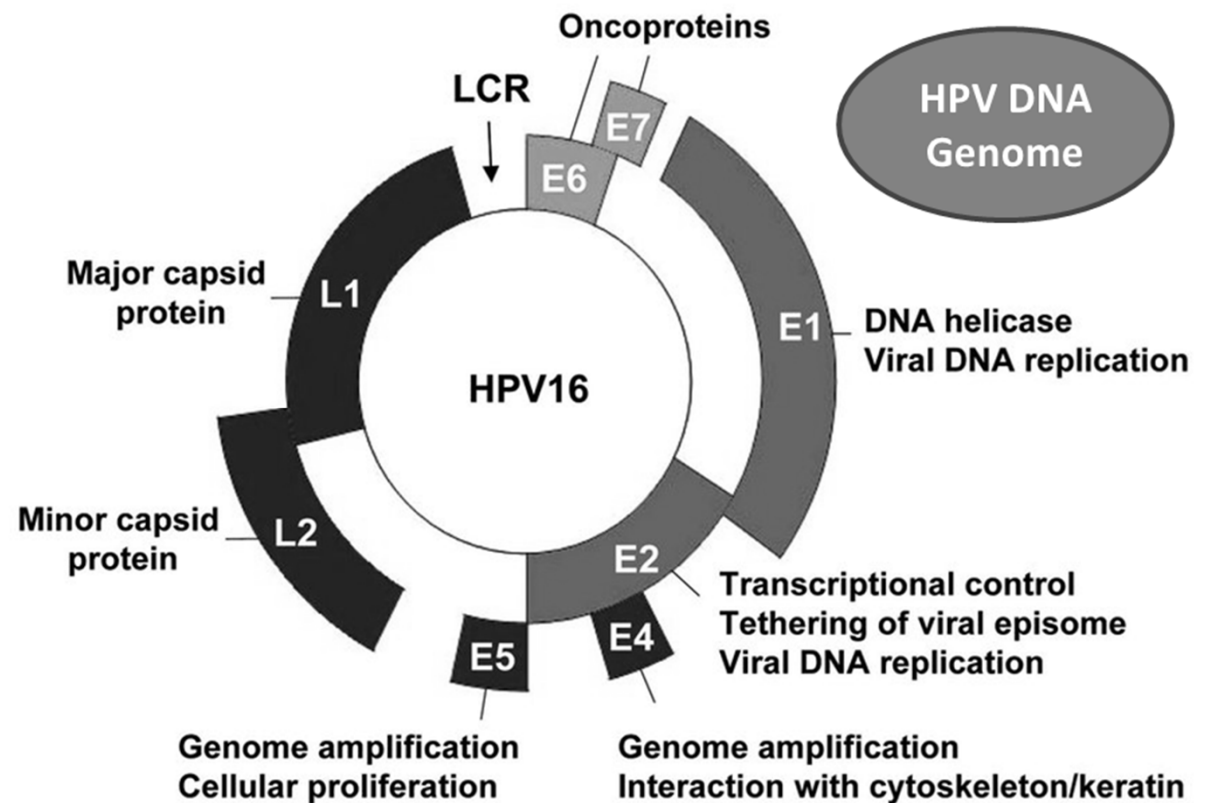 Oncoproteins
HPV DNA
Genome
LCR
E7
E6
Major capsid
protein
L1
E1
DNA helicase
Viral DNA replication
HPV16
Minor capsid
protein
L2
E2
Transcriptional control
Tethering of viral episome
Viral DNA replication
E4
E5
Genome amplification
Cellular proliferation
Genome amplification
Interaction with cytoskeleton/keratin